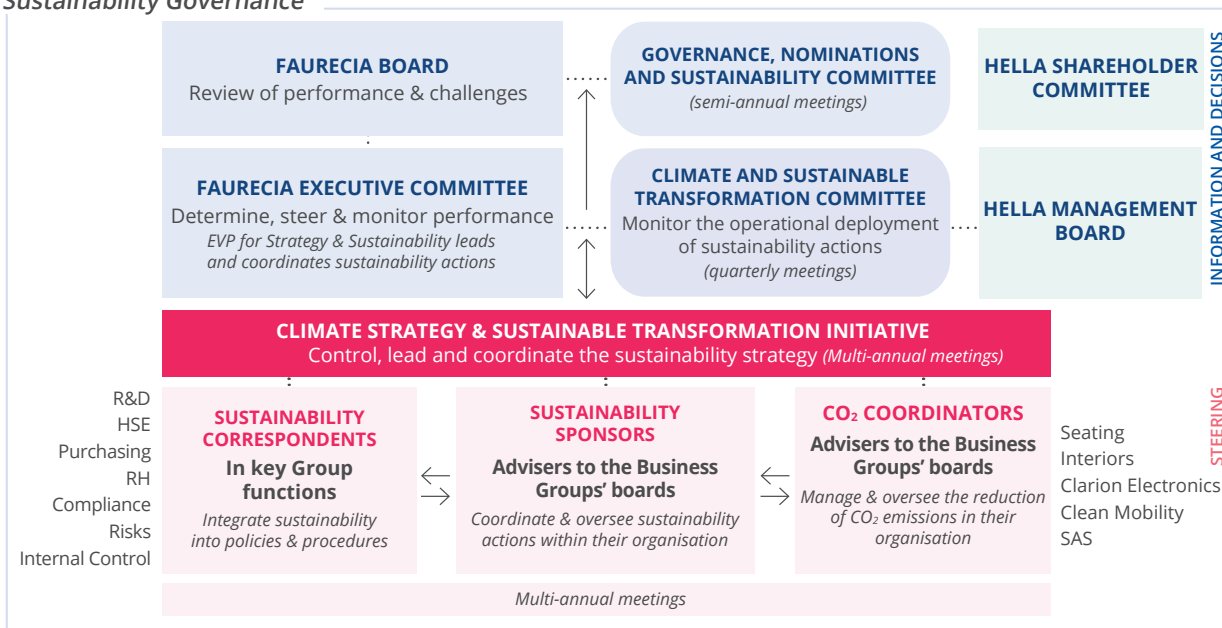 Sustainability Governance
FAURECIA BOARD
Review of performance & challenges
GOVERNANCE, NOMINATIONS
AND SUSTAINABILITY COMMITTEE
(semi-annual meetings)
HELLA SHAREHOLDER
COMMITTEE
FAURECIA EXECUTIVE COMMITTEE
Determine, steer & monitor performance
EVP for Strategy & Sustainability leads
and coordinates sustainability actions
CLIMATE AND SUSTAINABLE
TRANSFORMATION COMMITTEE
Monitor the operational deployment
of sustainability actions
(quarterly meetings)
HELLA MANAGEMENT
BOARD
INFORMATION AND DECISIONS
CLIMATE STRATEGY & SUSTAINABLE TRANSFORMATION INITIATIVE
Control, lead and coordinate the sustainability strategy (Multi-annual meetings)
R&D
HSE
Purchasing
RH
Compliance
Risks
Internal Control
SUSTAINABILITY
CORRESPONDENTS
In key Group
functions
Integrate sustainability
into policies & procedures
SUSTAINABILITY
SPONSORS
Advisers to the Business
Groups' boards
Coordinate & oversee sustainability
actions within their organisation
CO₂ COORDINATORS
Advisers to the Business
Groups' boards
Manage & oversee the reduction
of CO₂ emissions in their
organisation
Seating
Interiors
Clarion Electronics
Clean Mobility
SAS
STEERING
Multi-annual meetings